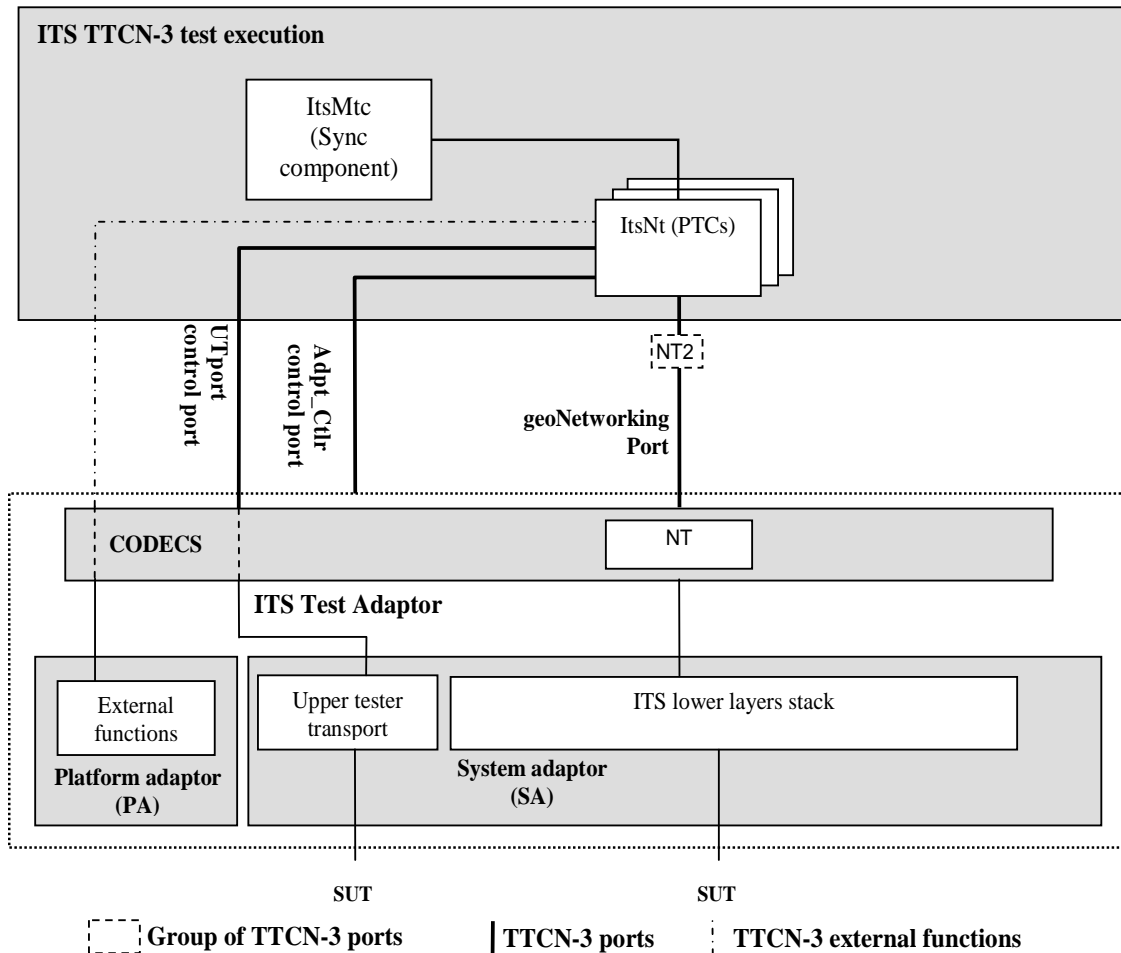 ITS TTCN-3 test execution
ItsMtc
(Sync
component)
ItsNt (PTCs)
UTport
control port
Adpt_Ctlr
control port
NT2
geoNetworking
Port
CODECS
NT
ITS Test Adaptor
External
functions
Upper tester
transport
ITS lower layers stack
Platform adaptor
(PA)
System adaptor
(SA)
SUT
SUT
Group of TTCN-3 ports
TTCN-3 ports
TTCN-3 external functions